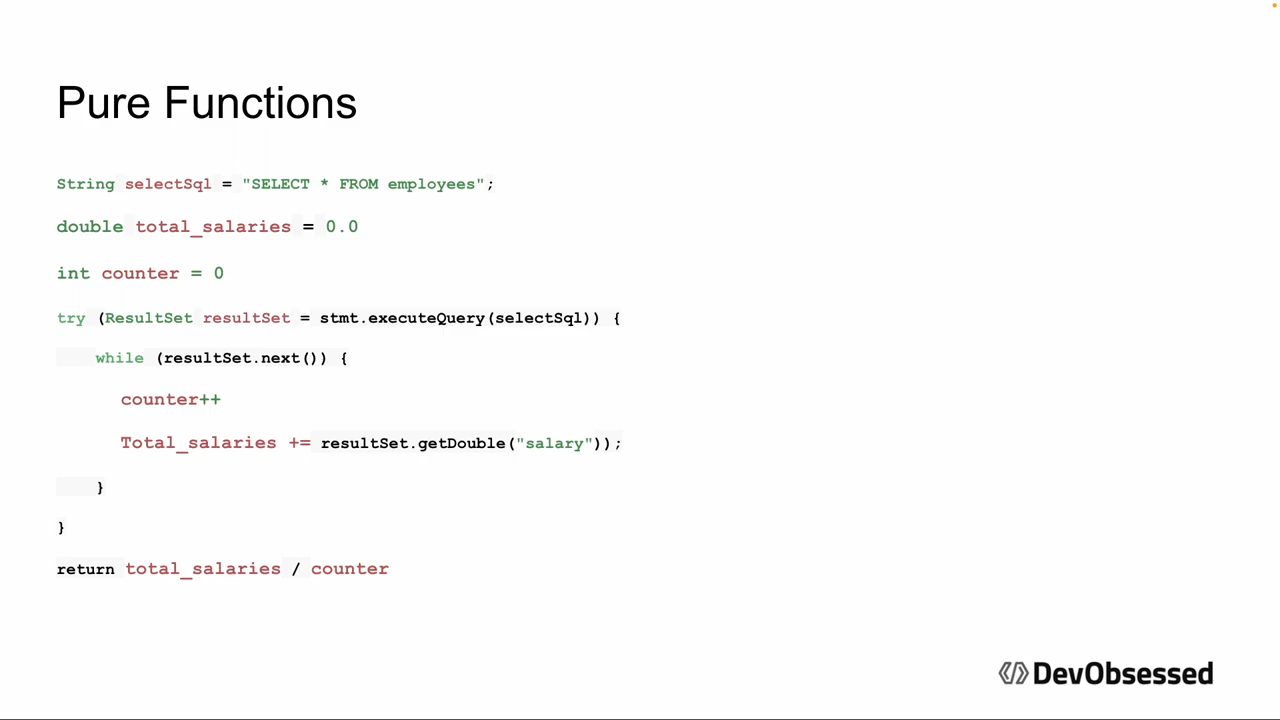 Pure Functions
String selectSql = "SELECT * FROM employees";
double total_salaries = 0.0
int counter = 0
try (ResultSet resultSet = stmt.executeQuery(selectSql)) {
while (resultSet.next()) {
counter++
Total_salaries += resultSet.getDouble("salary"));
}
}
return total_salaries / counter
DevObsessed